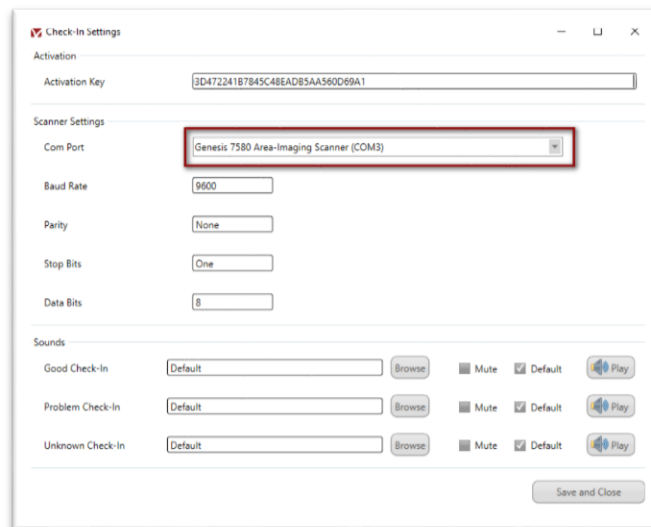 Check-In Settings
Activation
Activation Key 3D472241B7845C48EADB5AA560D69A1
Scanner Settings
Com Port Genesis 7580 Area-Imaging Scanner (COM3)
Baud Rate 9600
Parity None
Stop Bits One
Data Bits 8
Sounds
Good Check-In Default Browse Mute Default Play
Problem Check-In Default Browse Mute Default Play
Unknown Check-In Default Browse Mute Default Play
Save and Close